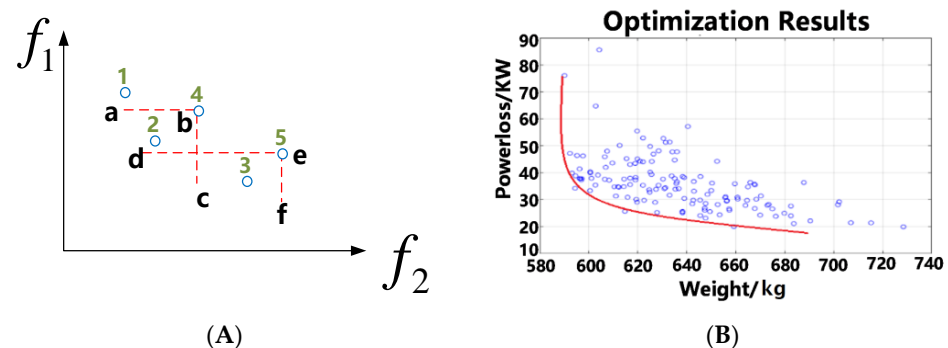 f1
1
a
4
b
2
d
5
e
3
c
f
f2
(A)
Optimization Results
Powerloss/KW
90
80
70
60
50
40
30
20
10
580 600 620 640 660 680 700 720 740
Weight/kg
(B)